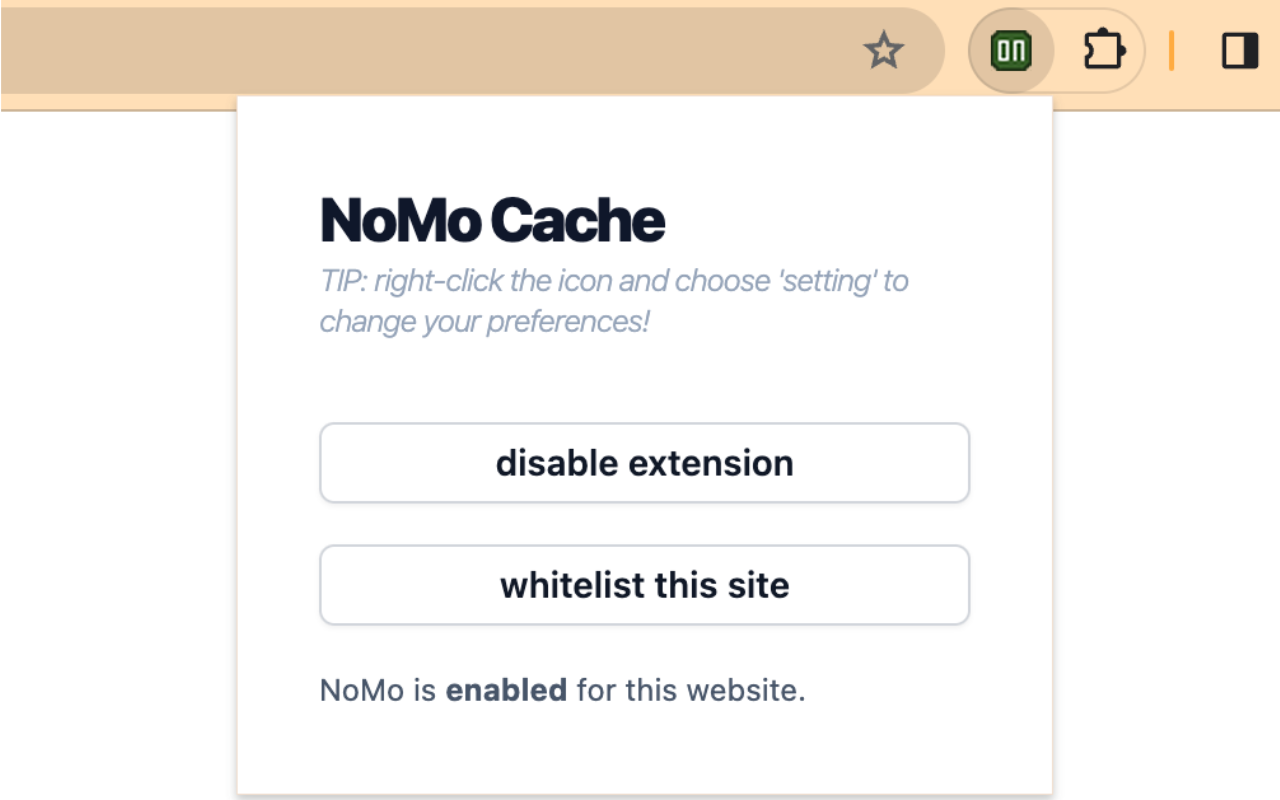 ON
NoMo Cache
TIP: right-click the icon and choose 'setting' to
change your preferences!
disable extension
whitelist this site
NoMo is enabled for this website.